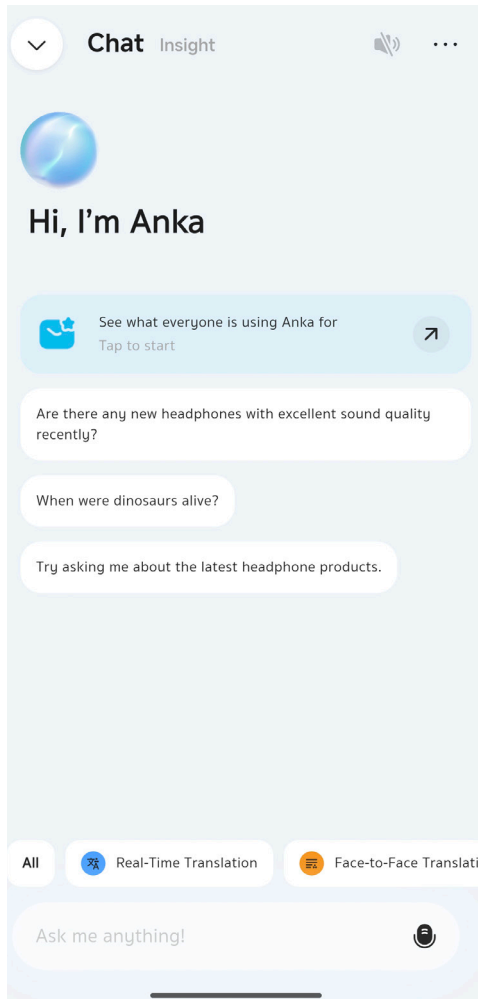 Chat Insight
Hi, I'm Anka
See what everyone is using Anka for
Tap to start
Are there any new headphones with excellent sound quality
recently?
When were dinosaurs alive?
Try asking me about the latest headphone products.
All Real-Time Translation Face-to-Face Translati
Ask me anything!